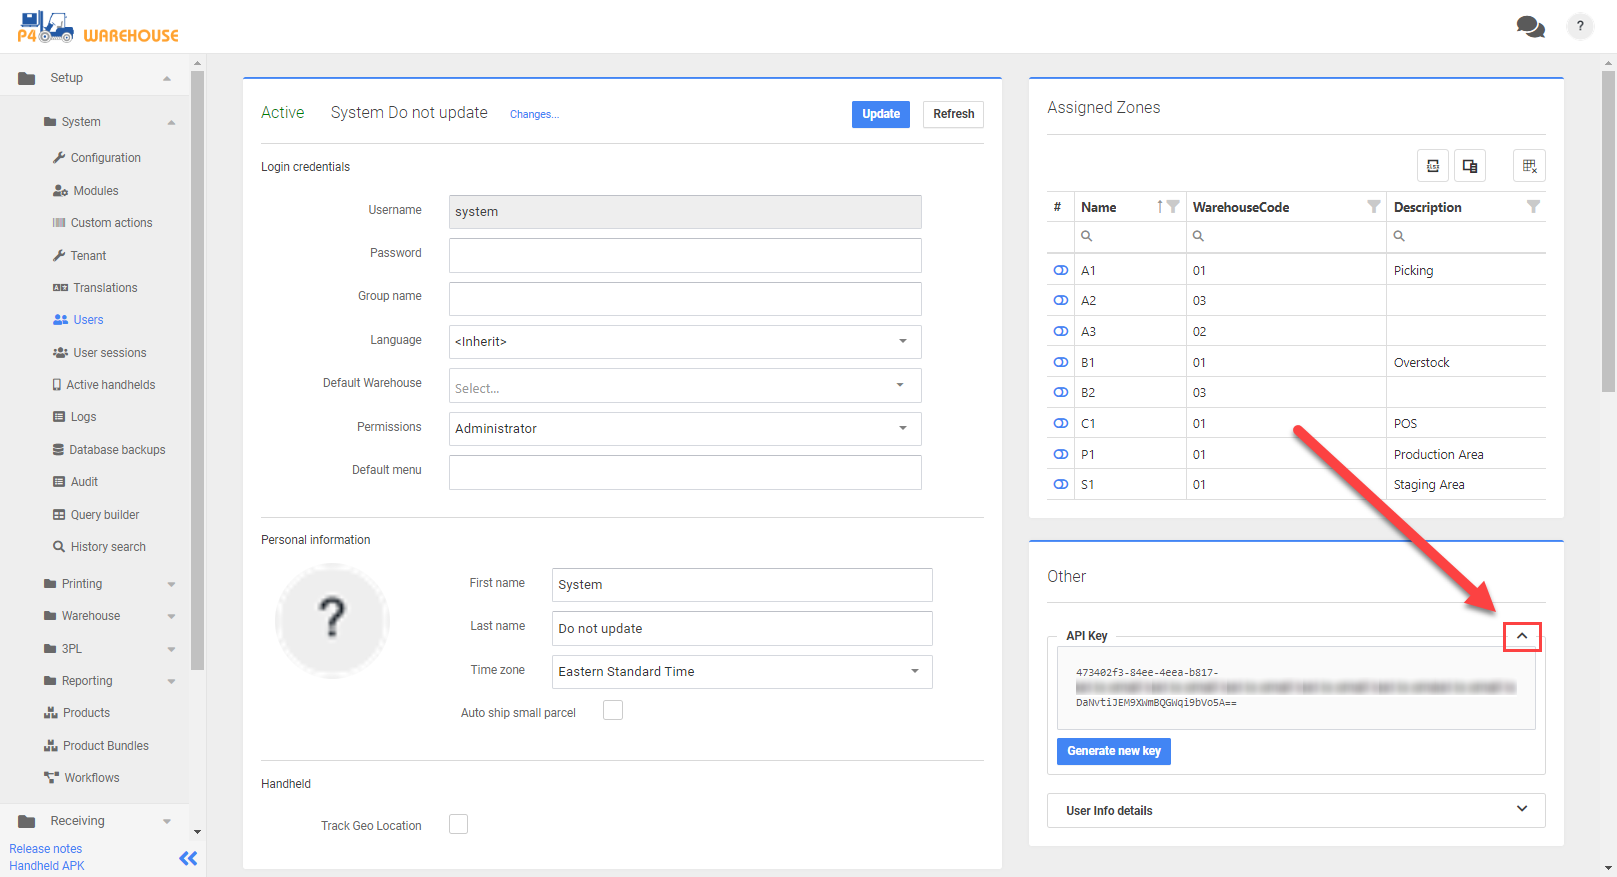 P4 WAREHOUSE
?
Setup
System
Configuration
Modules
Custom actions
Tenant
Translations
Users
User sessions
Active handhelds
Logs
Database backups
Audit
Query builder
History search
Printing
Warehouse
3PL
Reporting
Products
Product Bundles
Workflows
Receiving
Release notes
Handheld APK
Active System Do not update Changes...
Update Refresh
Login credentials
Username system
Password
Group name
Language <Inherit>
Default Warehouse Select...
Permissions Administrator
Default menu
Personal information
?
First name System
Last name Do not update
Time zone Eastern Standard Time
Auto ship small parcel
Handheld
Track Geo Location
Assigned Zones
# Name WarehouseCode Description
A1 01 Picking
A2 03
A3 02
B1 01 Overstock
B2 03
C1 01 POS
P1 01 Production Area
S1 01 Staging Area
Other
API Key
473402f3-84ee-4eea-b817-
DaNvtiJEM9XWmBQGWqi9bVo5A==
Generate new key
User Info details